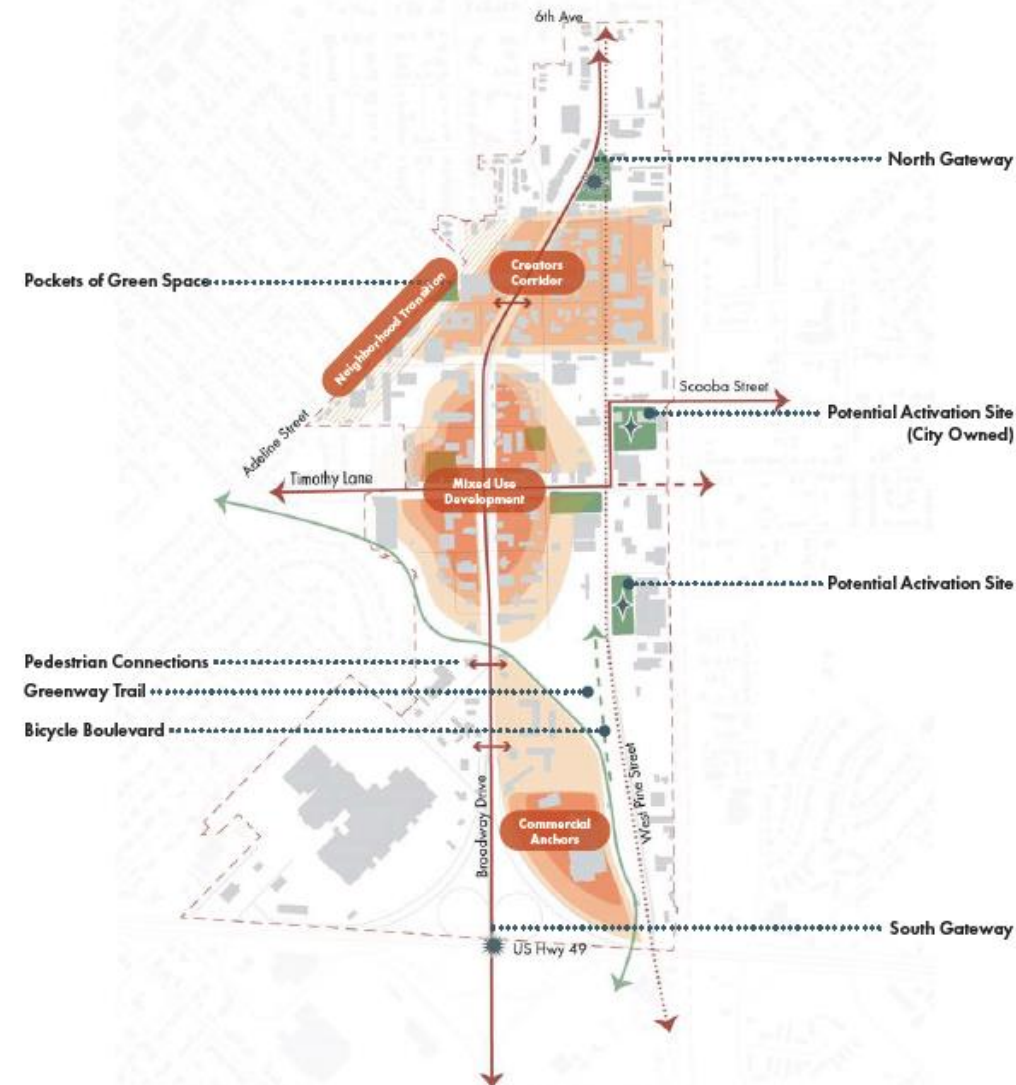 6th Ave
North Gateway
Creators
Corridor
Pockets of Green Space
Neighborhood Transition
Scooba Street
Potential Activation Site
(City Owned)
Adeline Street
Timothy Lane
Mixed Use
Development
Potential Activation Site
Pedestrian Connections
Greenway Trail
Bicycle Boulevard
West Pine Street
Broadway Drive
Commercial
Anchors
South Gateway
US Hwy 49